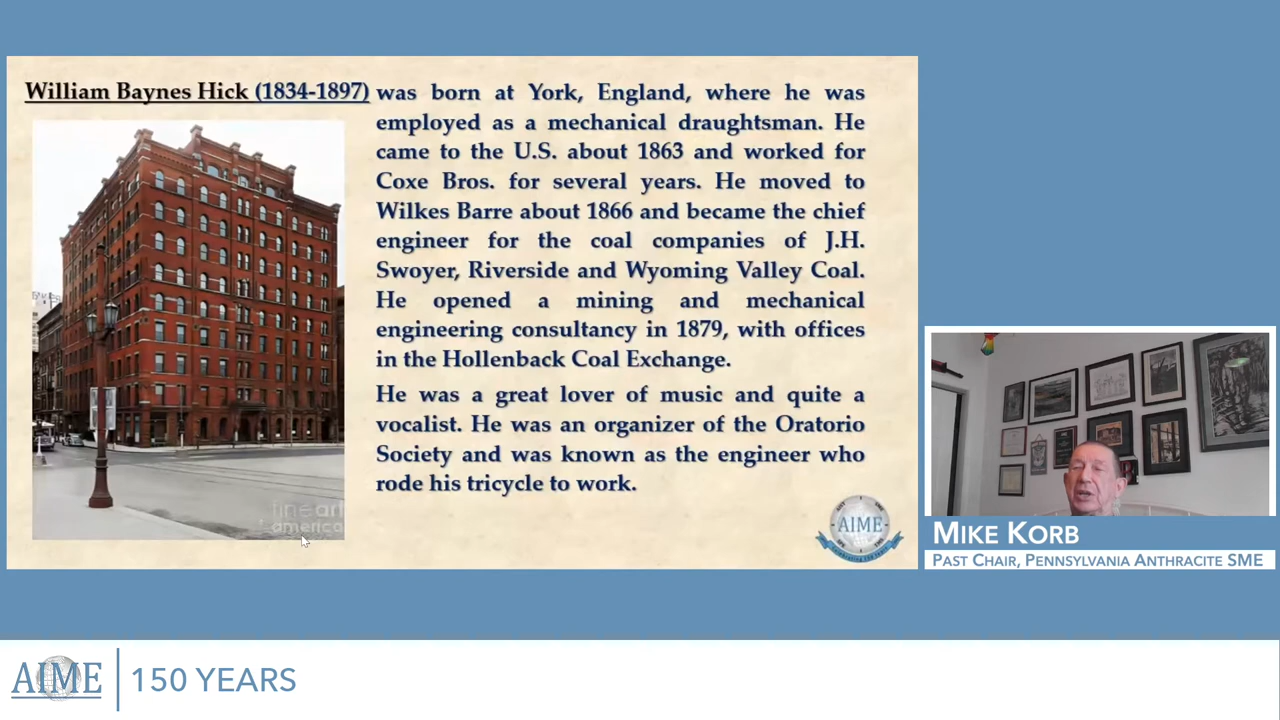 William Baynes Hick (1834-1897) was born at York, England, where he was
employed as a mechanical draughtsman. He
came to the U.S. about 1863 and worked for
Coxe Bros. for several years. He moved to
Wilkes Barre about 1866 and became the chief
engineer for the coal companies of J.H.
Swoyer, Riverside and Wyoming Valley Coal.
He opened a mining and mechanical
engineering consultancy in 1879, with offices
in the Hollenback Coal Exchange.
He was a great lover of music and quite a
vocalist. He was an organizer of the Oratorio
Society and was known as the engineer who
rode his tricycle to work.
fine art
america
AIME
MIKE KORB
PAST CHAIR, PENNSYLVANIA ANTHRACITE SME
AIME 150 YEARS